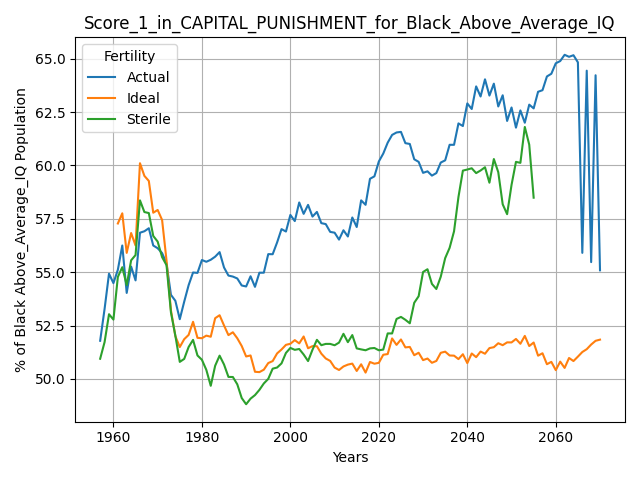 Score_1_in_CAPITAL_PUNISHMENT_for_Black_Above_Average_IQ
Fertility
Actual
Ideal
Sterile
% of Black Above_Average_IQ Population
65.0
62.5
60.0
57.5
55.0
52.5
50.0
1960 1980 2000 2020 2040 2060
Years